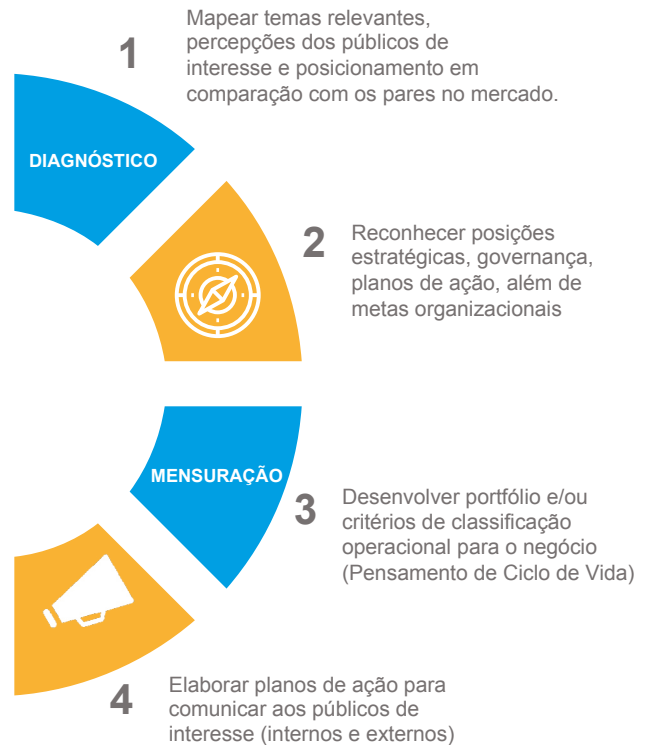 1
Mapear temas relevantes,
percepções dos públicos de
interesse e posicionamento em
comparação com os pares no mercado.
DIAGNÓSTICO
2
Reconhecer posições
estratégicas, governança,
planos de ação, além de
metas organizacionais
MENSURAÇÃO
3
Desenvolver portfólio e/ou
critérios de classificação
operacional para o negócio
(Pensamento de Ciclo de Vida)
4
Elaborar planos de ação para
comunicar aos públicos de
interesse (internos e externos)